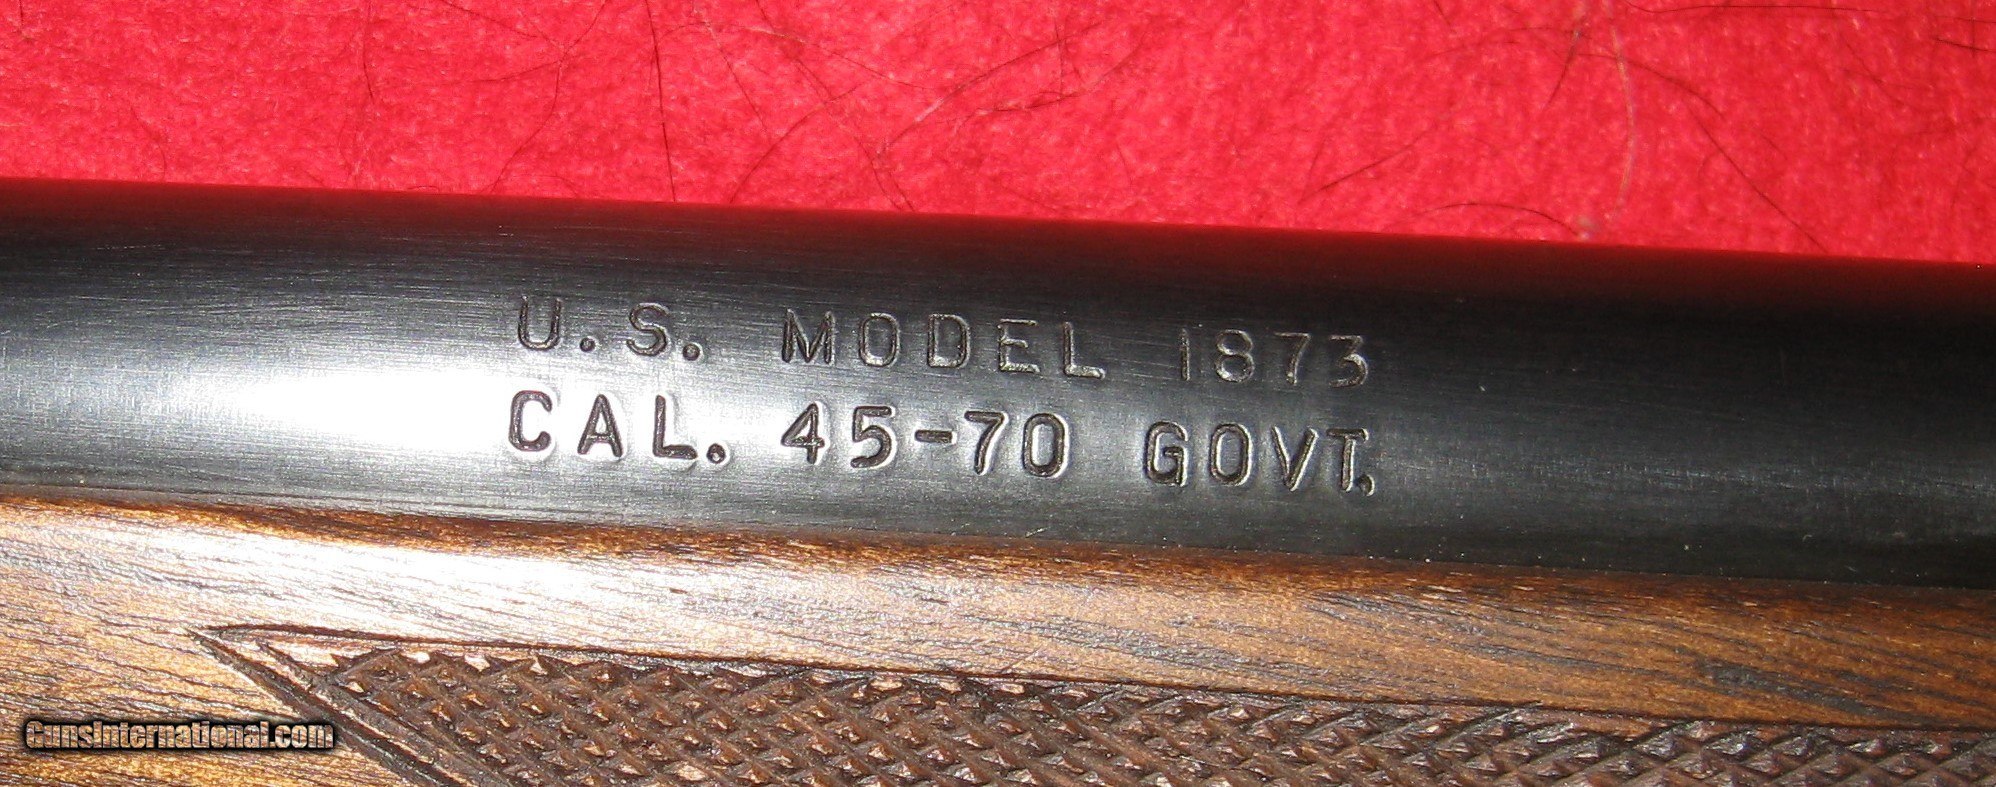 U.S. MODEL 1873
CAL. 45-70 GOVT.
GunsInternational.com